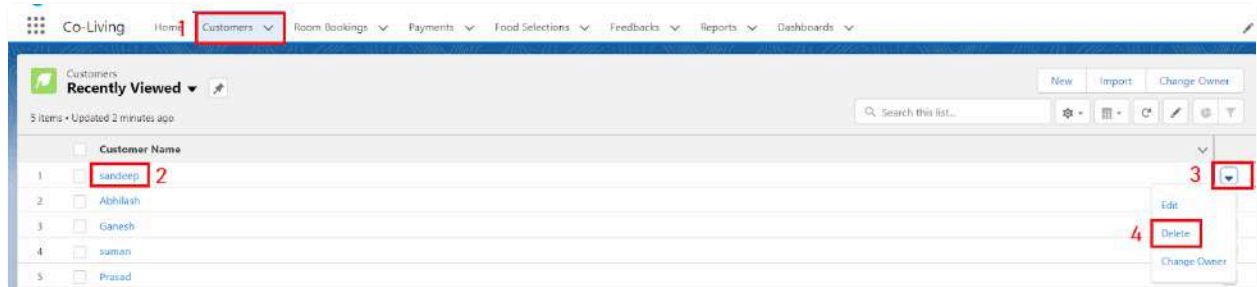 Co-Living Home 1 Customers Room Bookings Payments Food Selections Feedbacks Reports Dashboards
Customers
Recently Viewed
New Import Change Owner
5 items • Updated 2 minutes ago
Search this list...
Customer Name
1 sandeep 2 3
2 Abhilash Edit
3 Ganesh 4 Delete
4 suman
Change Owner
5 Prasad